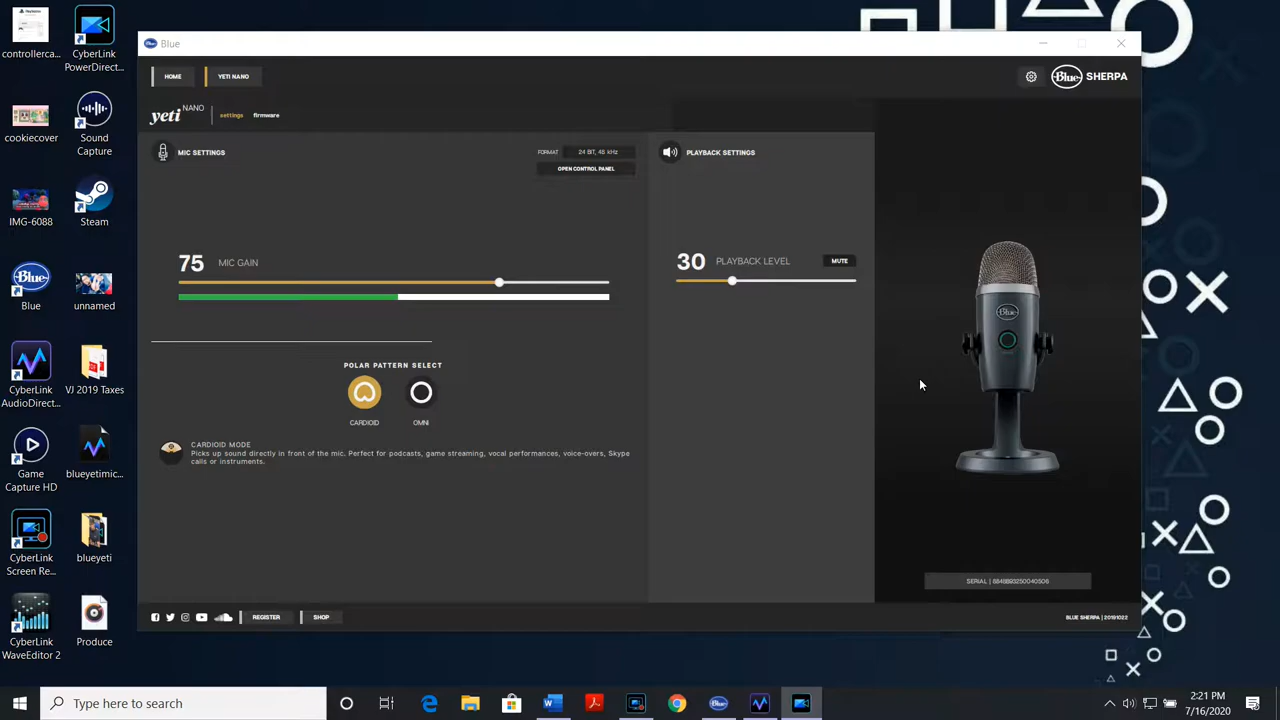 controllerca...
CyberLink
PowerDirect...
cookiecover
Sound
Capture
IMG-6088
Steam
Blue
unnamed
CyberLink
AudioDirect...
VJ 2019 Taxes
Game
Capture HD
blueyetimic...
CyberLink
Screen Re...
blueyeti
CyberLink
WaveEditor 2
Produce
Blue
HOME
YETI NANO
Blue SHERPA
yeti NANO
settings
firmware
MIC SETTINGS
FORMAT 24 BIT, 48 kHz
OPEN CONTROL PANEL
PLAYBACK SETTINGS
75 MIC GAIN
30 PLAYBACK LEVEL MUTE
POLAR PATTERN SELECT
CARDIOID OMNI
CARDIOID MODE
Picks up sound directly in front of the mic. Perfect for podcasts, game streaming, vocal performances, voice-overs, Skype
calls or instruments.
Blue
REGISTER
SHOP
BLUE SHERPA | 20191022
Type here to search
2:21 PM
7/16/2020